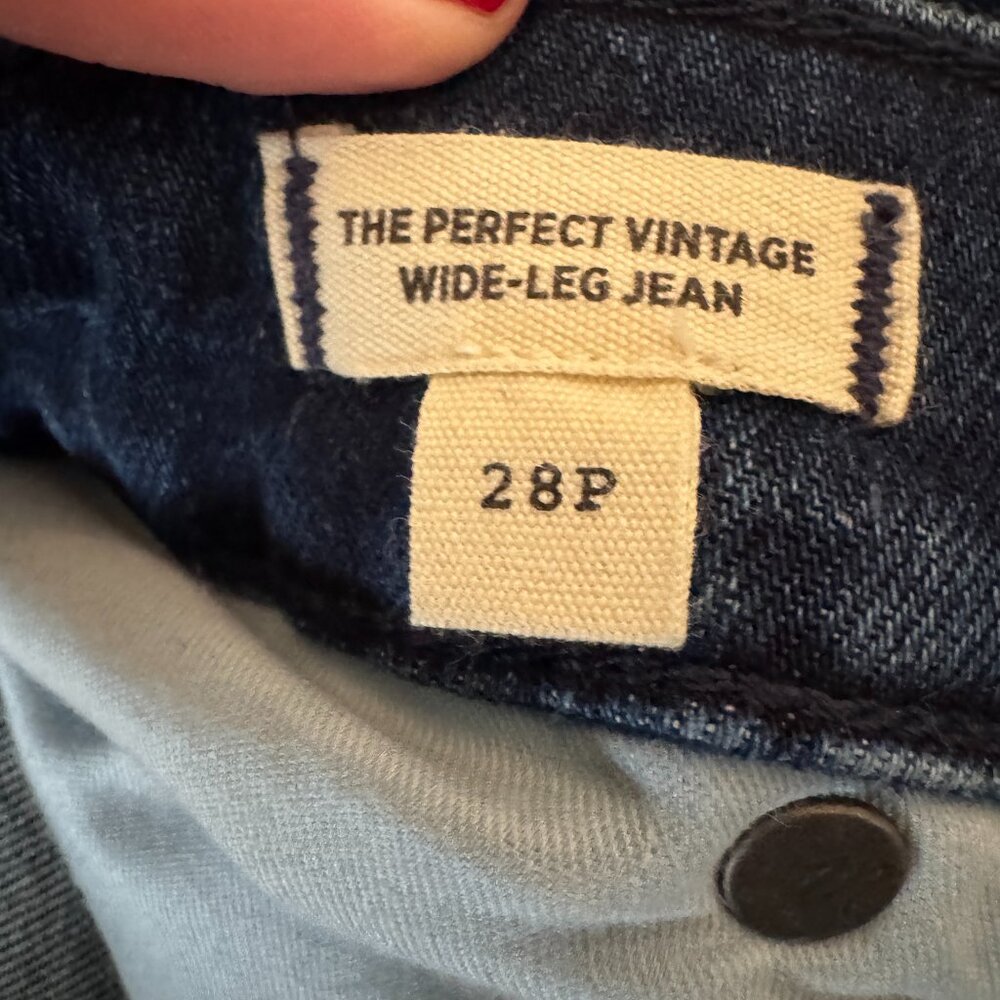 THE PERFECT VINTAGE
WIDE-LEG JEAN
28P